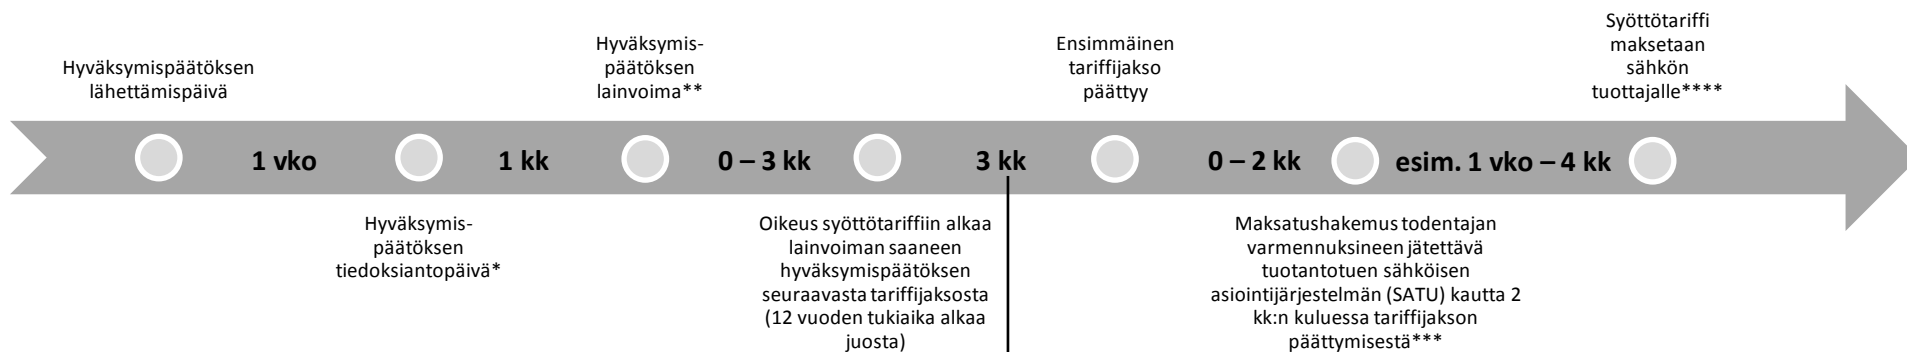 Hyväksymispäätöksen
lähettämispäivä
Hyväksymis-
päätöksen
lainvoima**
Ensimmäinen
tariffijakso
päättyy
Syöttötariffi
maksetaan
sähkön
tuottajalle****
1 vko
1 kk
0 – 3 kk
3 kk
0 – 2 kk
esim. 1 vko – 4 kk
Hyväksymis-
päätöksen
tiedoksiantopäivä*
Oikeus syöttötariffiin alkaa
lainvoiman saaneen
hyväksymispäätöksen
seuraavasta tariffijaksosta
(12 vuoden tukiaika alkaa
juosta)
Maksatushakemus todentajan
varmennuksineen jätettävä
tuotantotuen sähköisen
asiointijärjestelmän (SATU) kautta 2
kk:n kuluessa tariffijakson
päättymisestä***